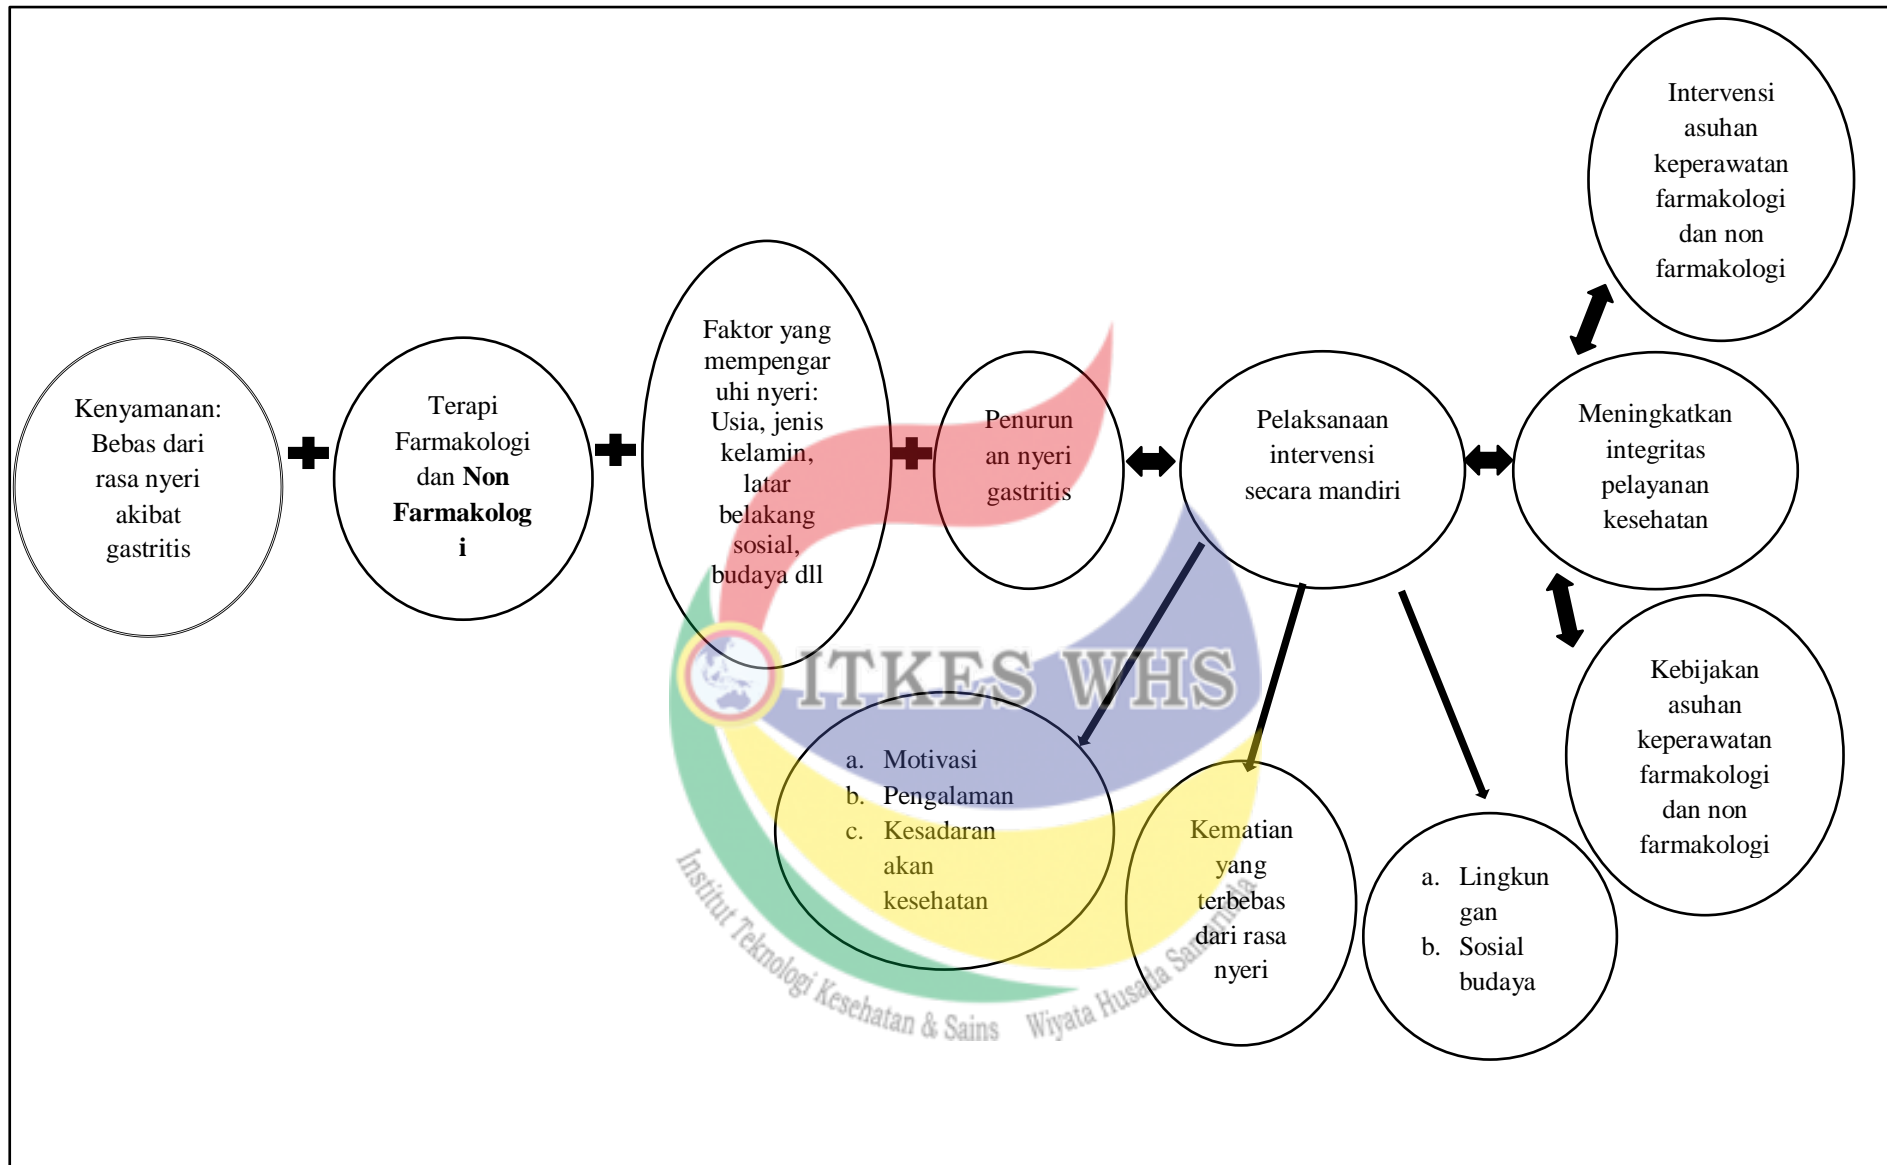 Kenyamanan:
Bebas dari
rasa nyeri
akibat
gastritis
Terapi
Farmakologi
dan Non
Farmakolog
i
Faktor yang
mempengar
uhi nyeri:
Usia, jenis
kelamin,
latar
belakang
sosial,
budaya dll
Penurun
an nyeri
gastritis
Pelaksanaan
intervensi
secara mandiri
Meningkatkan
integritas
pelayanan
kesehatan
Intervensi
asuhan
keperawatan
farmakologi
dan non
farmakologi
Kebijakan
asuhan
keperawatan
farmakologi
dan non
farmakologi
a. Motivasi
b. Pengalaman
c. Kesadaran
akan
kesehatan
Kematian
yang
terbebas
dari rasa
nyeri
a. Lingkun
gan
b. Sosial
budaya
ITKES WHS
Institut Teknologi Kesehatan & Sains Wiyata Husada Samarinda